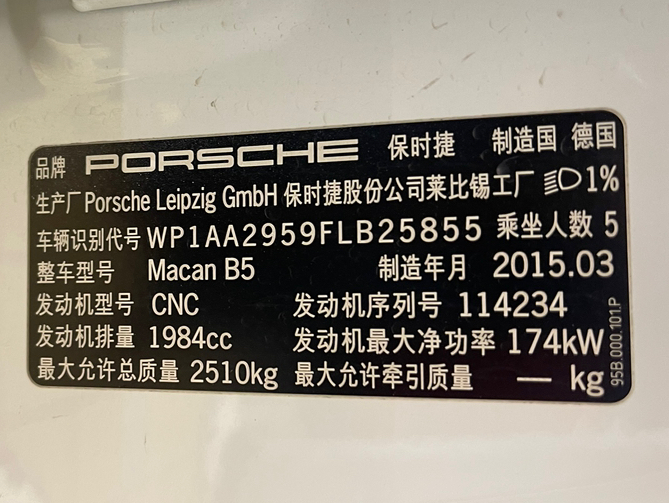 品牌 PORSCHE 保时捷 制造国 德国
生产厂 Porsche Leipzig GmbH 保时捷股份公司莱比锡工厂 1%
车辆识别代号 WP1AA2959FLB25855 乘坐人数 5
整车型号 Macan B5 制造年月 2015.03
发动机型号 CNC 发动机序列号 114234
发动机排量 1984cc 发动机最大净功率 174kW
最大允许总质量 2510kg 最大允许牵引质量 — kg
95B.000.101.P